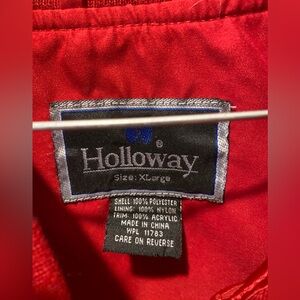 Holloway®
Size: XLarge
SHELL: 100% POLYESTER
LINING: 100% NYLON
TRIM: 100% ACRYLIC
MADE IN CHINA
WPL 11783
CARE ON REVERSE